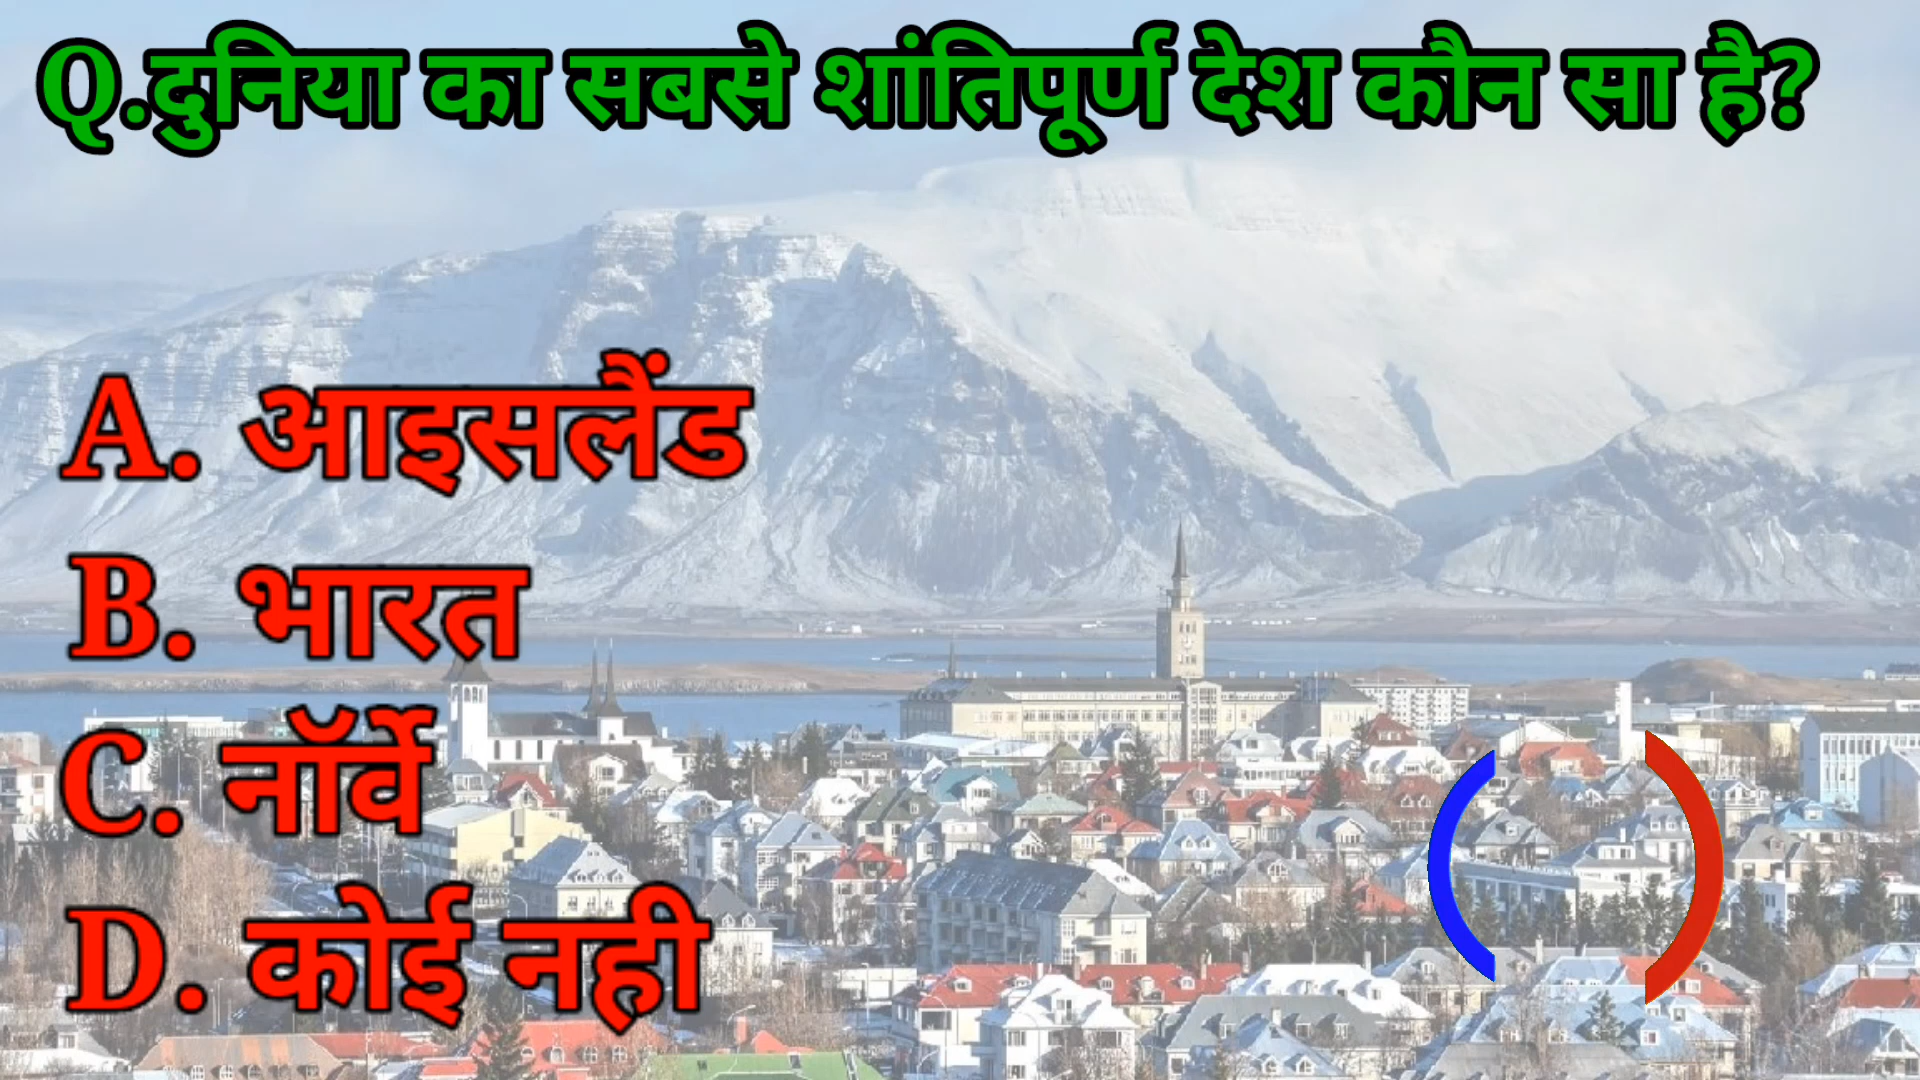 Q.दुनिया का सबसे शांतिपूर्ण देश कौन सा है?
A. आइसलैंड
B. भारत
C. नॉर्वे
D. कोई नही